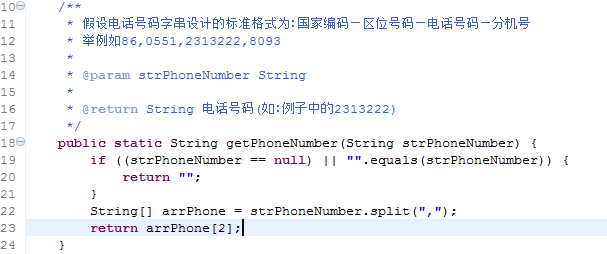 10 /**
11 * 假设电话号码字串设计的标准格式为:国家编码－区位号码－电话号码－分机号
12 * 举例如86,0551,2313222,8093
13 *
14 * @param strPhoneNumber String
15 *
16 * @return String 电话号码(如:例子中的2313222)
17 */
18 public static String getPhoneNumber(String strPhoneNumber) {
19 if ((strPhoneNumber == null) || "".equals(strPhoneNumber)) {
20 return "";
21 }
22 String[] arrPhone = strPhoneNumber.split(",");
23 return arrPhone[2];
24 }